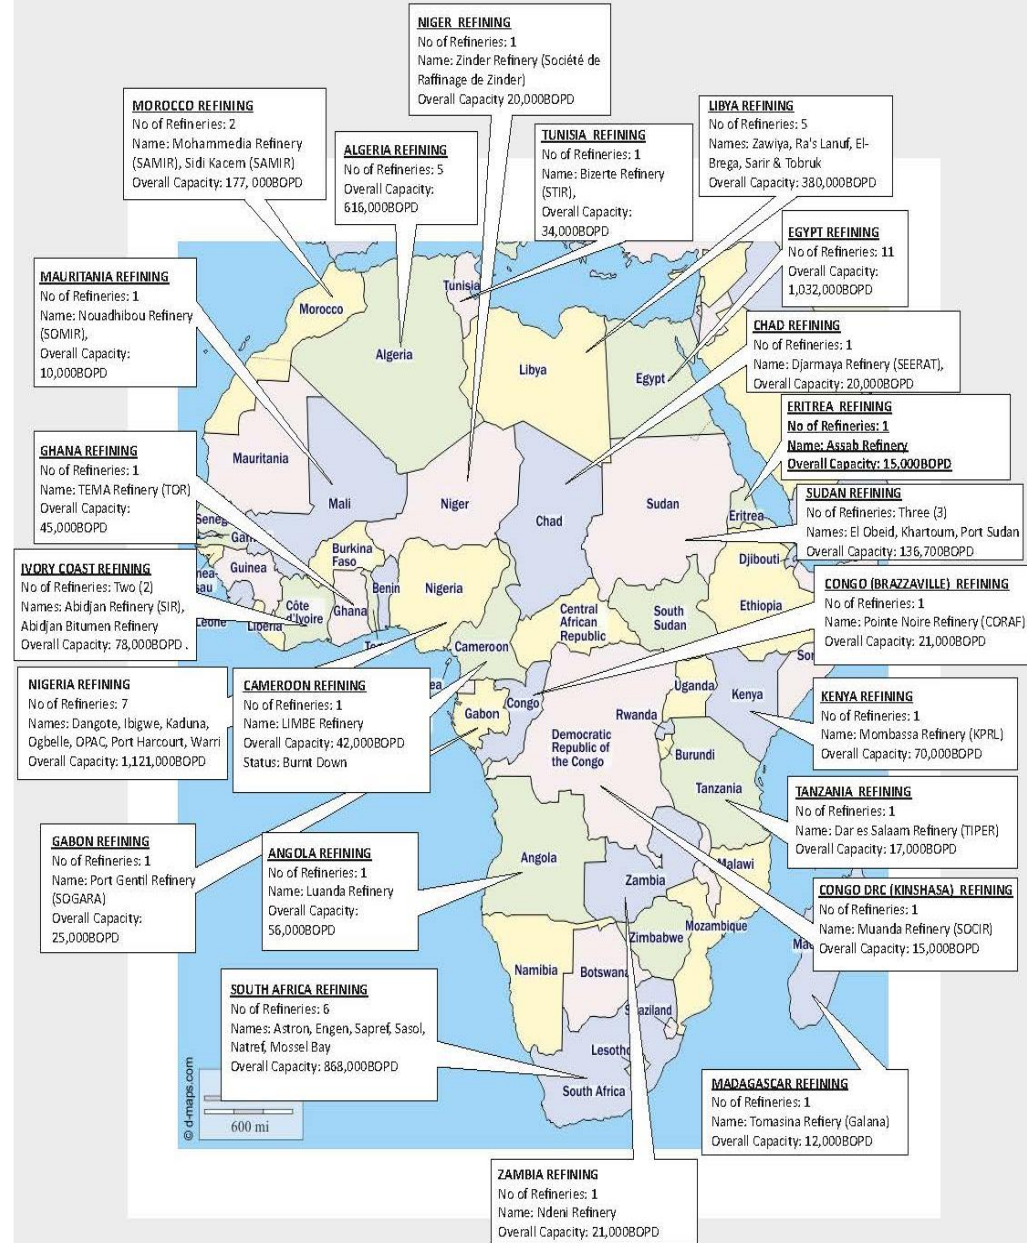 NIGER REFINING
No of Refineries: 1
Name: Zinder Refinery (Société de
Raffinage de Zinder)
Overall Capacity 20,000BOPD
MOROCCO REFINING
No of Refineries: 2
Name: Mohammedia Refinery
(SAMIR), Sidi Kacem (SAMIR)
Overall Capacity: 177, 000BOPD
ALGERIA REFINING
No of Refineries: 5
Overall Capacity:
616,000BOPD
TUNISIA REFINING
No of Refineries: 1
Name: Bizerte Refinery
(STIR),
Overall Capacity:
34,000BOPD
LIBYA REFINING
No of Refineries: 5
Names: Zawiya, Ra's Lanuf, El-
Brega, Sarir & Tobruk
Overall Capacity: 380,000BOPD
EGYPT REFINING
No of Refineries: 11
Overall Capacity:
1,032,000BOPD
MAURITANIA REFINING
No of Refineries: 1
Name: Nouadhibou Refinery
(SOMIR),
Overall Capacity:
10,000BOPD
CHAD REFINING
No of Refineries: 1
Name: Djarmaya Refinery (SEERAT),
Overall Capacity: 20,000BOPD
ERITREA REFINING
No of Refineries: 1
Name: Assab Refinery
Overall Capacity: 15,000BOPD
GHANA REFINING
No of Refineries: 1
Name: TEMA Refinery (TOR)
Overall Capacity:
45,000BOPD
SUDAN REFINING
No of Refineries: Three (3)
Names: El Obeid, Khartoum, Port Sudan
Overall Capacity: 136,700BOPD
IVORY COAST REFINING
No of Refineries: Two (2)
Names: Abidjan Refinery (SIR),
Abidjan Bitumen Refinery
Overall Capacity: 78,000BOPD .
CONGO (BRAZZAVILLE) REFINING
No of Refineries: 1
Name: Pointe Noire Refinery (CORAF)
Overall Capacity: 21,000BOPD
NIGERIA REFINING
No of Refineries: 7
Names: Dangote, Ibigwe, Kaduna,
Ogbelle, OPAC, Port Harcourt, Warri
Overall Capacity: 1,121,000BOPD
CAMEROON REFINING
No of Refineries: 1
Name: LIMBE Refinery
Overall Capacity: 42,000BOPD
Status: Burnt Down
KENYA REFINING
No of Refineries: 1
Name: Mombassa Refinery (KPRL)
Overall Capacity: 70,000BOPD
TANZANIA REFINING
No of Refineries: 1
Name: Dar es Salaam Refinery (TIPER)
Overall Capacity: 17,000BOPD
GABON REFINING
No of Refineries: 1
Name: Port Gentil Refinery
(SOGARA)
Overall Capacity:
25,000BOPD
ANGOLA REFINING
No of Refineries: 1
Name: Luanda Refinery
Overall Capacity:
56,000BOPD
CONGO DRC (KINSHASA) REFINING
No of Refineries: 1
Name: Muanda Refinery (SOCIR)
Overall Capacity: 15,000BOPD
SOUTH AFRICA REFINING
No of Refineries: 6
Names: Astron, Engen, Sapref, Sasol,
Natref, Mossel Bay
Overall Capacity: 868,000BOPD
MADAGASCAR REFINING
No of Refineries: 1
Name: Tomasina Refiery (Galana)
Overall Capacity: 12,000BOPD
ZAMBIA REFINING
No of Refineries: 1
Name: Ndeni Refinery
Overall Capacity: 21,000BOPD
Tunisia
Morocco
Algeria
Libya
Egypt
Mauritania
Mali
Niger
Chad
Sudan
Eritrea
Seneg
Gam
Guinea
nea-
sau
Leone
Liberia
Côte
d'Ivoire
Burkina
Faso
Ghana
Benin
To
Nigeria
Djibouti
Ethiopia
South
Sudan
Central
African
Republic
Cameroon
Som
ea
Gabon
Congo
Uganda
Kenya
Rwanda
Democratic
Republic of
the Congo
Burundi
Tanzania
Angola
Zambia
Malawi
Mozambique
Zimbabwe
Mad
Namibia
Botswana
Swaziland
Lesotho
South Africa
600 mi
© d-maps.com